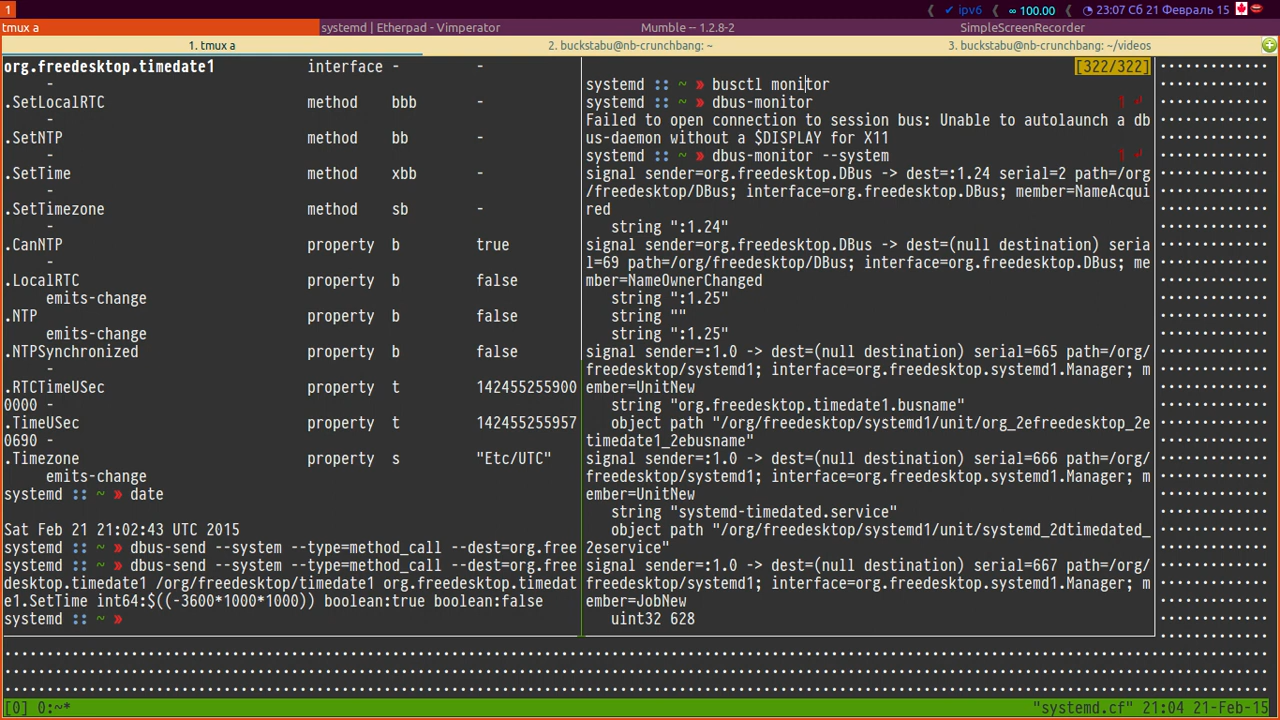 1
ipv6 100.00 23:07 Сб 21 Февраль 15
tmux a
systemd | Etherpad - Vimperator
Mumble -- 1.2.8-2
SimpleScreenRecorder
1. tmux a
2. buckstabu@nb-crunchbang: ~
3. buckstabu@nb-crunchbang: ~/videos
org.freedesktop.timedate1 interface - -
.SetLocalRTC method bbb -
-
.SetNTP method bb -
-
.SetTime method xbb -
-
.SetTimezone method sb -
-
.CanNTP property b true
-
.LocalRTC property b false
emits-change
.NTP property b false
emits-change
.NTPSynchronized property b false
-
.RTCTimeUSec property t 142455255900
0000 -
.TimeUSec property t 142455255957
0690 -
.Timezone property s "Etc/UTC"
emits-change
systemd :: ~ » date
Sat Feb 21 21:02:43 UTC 2015
systemd :: ~ » dbus-send --system --type=method_call --dest=org.free
systemd :: ~ » dbus-send --system --type=method_call --dest=org.free
desktop.timedate1 /org/freedesktop/timedate1 org.freedesktop.timedat
e1.SetTime int64:$((-3600*1000*1000)) boolean:true boolean:false
systemd :: ~ »
[322/322]
systemd :: ~ » busctl monitor
systemd :: ~ » dbus-monitor 1 ↵
Failed to open connection to session bus: Unable to autolaunch a db
us-daemon without a $DISPLAY for X11
systemd :: ~ » dbus-monitor --system 1 ↵
signal sender=org.freedesktop.DBus -> dest=:1.24 serial=2 path=/org
/freedesktop/DBus; interface=org.freedesktop.DBus; member=NameAcqui
red
string ":1.24"
signal sender=org.freedesktop.DBus -> dest=(null destination) seria
l=69 path=/org/freedesktop/DBus; interface=org.freedesktop.DBus; me
mber=NameOwnerChanged
string ":1.25"
string ""
string ":1.25"
signal sender=:1.0 -> dest=(null destination) serial=665 path=/org/
freedesktop/systemd1; interface=org.freedesktop.systemd1.Manager; m
ember=UnitNew
string "org.freedesktop.timedate1.busname"
object path "/org/freedesktop/systemd1/unit/org_2efreedesktop_2e
timedate1_2ebusname"
signal sender=:1.0 -> dest=(null destination) serial=666 path=/org/
freedesktop/systemd1; interface=org.freedesktop.systemd1.Manager; m
ember=UnitNew
string "systemd-timedated.service"
object path "/org/freedesktop/systemd1/unit/systemd_2dtimedated_
2eservice"
signal sender=:1.0 -> dest=(null destination) serial=667 path=/org/
freedesktop/systemd1; interface=org.freedesktop.systemd1.Manager; m
ember=JobNew
uint32 628
[0] 0:~* "systemd.cf" 21:04 21-Feb-15